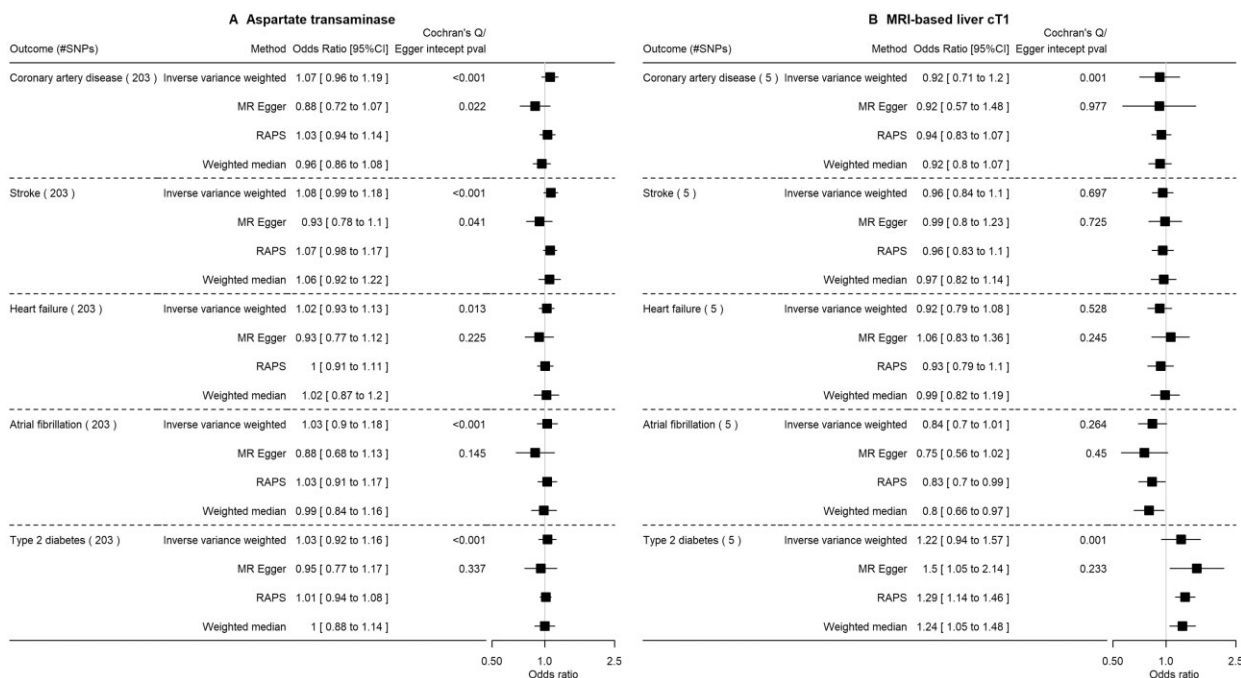 A Aspartate transaminase
Cochran's Q/
Outcome (#SNPs) Method Odds Ratio [95%CI] Egger intecept pval
Coronary artery disease ( 203 ) Inverse variance weighted 1.07 [ 0.96 to 1.19 ] <0.001
MR Egger 0.88 [ 0.72 to 1.07 ] 0.022
RAPS 1.03 [ 0.94 to 1.14 ]
Weighted median 0.96 [ 0.86 to 1.08 ]
Stroke ( 203 ) Inverse variance weighted 1.08 [ 0.99 to 1.18 ] <0.001
MR Egger 0.93 [ 0.78 to 1.1 ] 0.041
RAPS 1.07 [ 0.98 to 1.17 ]
Weighted median 1.06 [ 0.92 to 1.22 ]
Heart failure ( 203 ) Inverse variance weighted 1.02 [ 0.93 to 1.13 ] 0.013
MR Egger 0.93 [ 0.77 to 1.12 ] 0.225
RAPS 1 [ 0.91 to 1.11 ]
Weighted median 1.02 [ 0.87 to 1.2 ]
Atrial fibrillation ( 203 ) Inverse variance weighted 1.03 [ 0.9 to 1.18 ] <0.001
MR Egger 0.88 [ 0.68 to 1.13 ] 0.145
RAPS 1.03 [ 0.91 to 1.17 ]
Weighted median 0.99 [ 0.84 to 1.16 ]
Type 2 diabetes ( 203 ) Inverse variance weighted 1.03 [ 0.92 to 1.16 ] <0.001
MR Egger 0.95 [ 0.77 to 1.17 ] 0.337
RAPS 1.01 [ 0.94 to 1.08 ]
Weighted median 1 [ 0.88 to 1.14 ]
0.50 1.0 2.5
Odds ratio
B MRI-based liver cT1
Cochran's Q/
Outcome (#SNPs) Method Odds Ratio [95%CI] Egger intecept pval
Coronary artery disease ( 5 ) Inverse variance weighted 0.92 [ 0.71 to 1.2 ] 0.001
MR Egger 0.92 [ 0.57 to 1.48 ] 0.977
RAPS 0.94 [ 0.83 to 1.07 ]
Weighted median 0.92 [ 0.8 to 1.07 ]
Stroke ( 5 ) Inverse variance weighted 0.96 [ 0.84 to 1.1 ] 0.697
MR Egger 0.99 [ 0.8 to 1.23 ] 0.725
RAPS 0.96 [ 0.83 to 1.1 ]
Weighted median 0.97 [ 0.82 to 1.14 ]
Heart failure ( 5 ) Inverse variance weighted 0.92 [ 0.79 to 1.08 ] 0.528
MR Egger 1.06 [ 0.83 to 1.36 ] 0.245
RAPS 0.93 [ 0.79 to 1.1 ]
Weighted median 0.99 [ 0.82 to 1.19 ]
Atrial fibrillation ( 5 ) Inverse variance weighted 0.84 [ 0.7 to 1.01 ] 0.264
MR Egger 0.75 [ 0.56 to 1.02 ] 0.45
RAPS 0.83 [ 0.7 to 0.99 ]
Weighted median 0.8 [ 0.66 to 0.97 ]
Type 2 diabetes ( 5 ) Inverse variance weighted 1.22 [ 0.94 to 1.57 ] 0.001
MR Egger 1.5 [ 1.05 to 2.14 ] 0.233
RAPS 1.29 [ 1.14 to 1.46 ]
Weighted median 1.24 [ 1.05 to 1.48 ]
0.50 1.0 2.5
Odds ratio